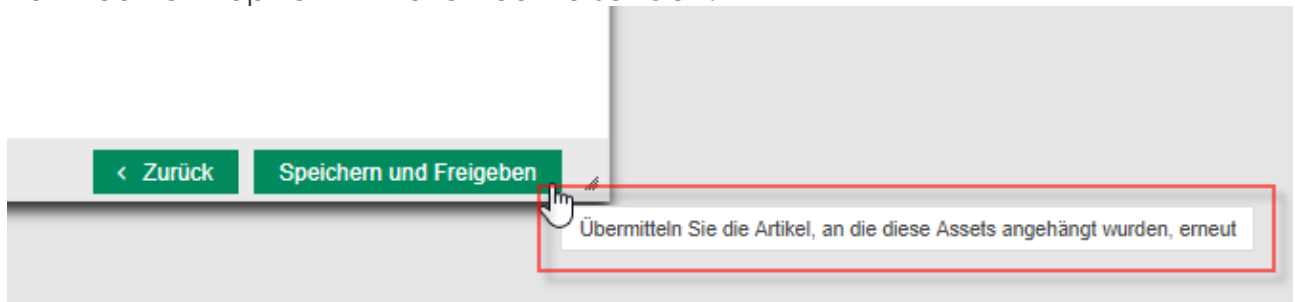 < Zurück
Speichern und Freigeben
Übermitteln Sie die Artikel, an die diese Assets angehängt wurden, erneut